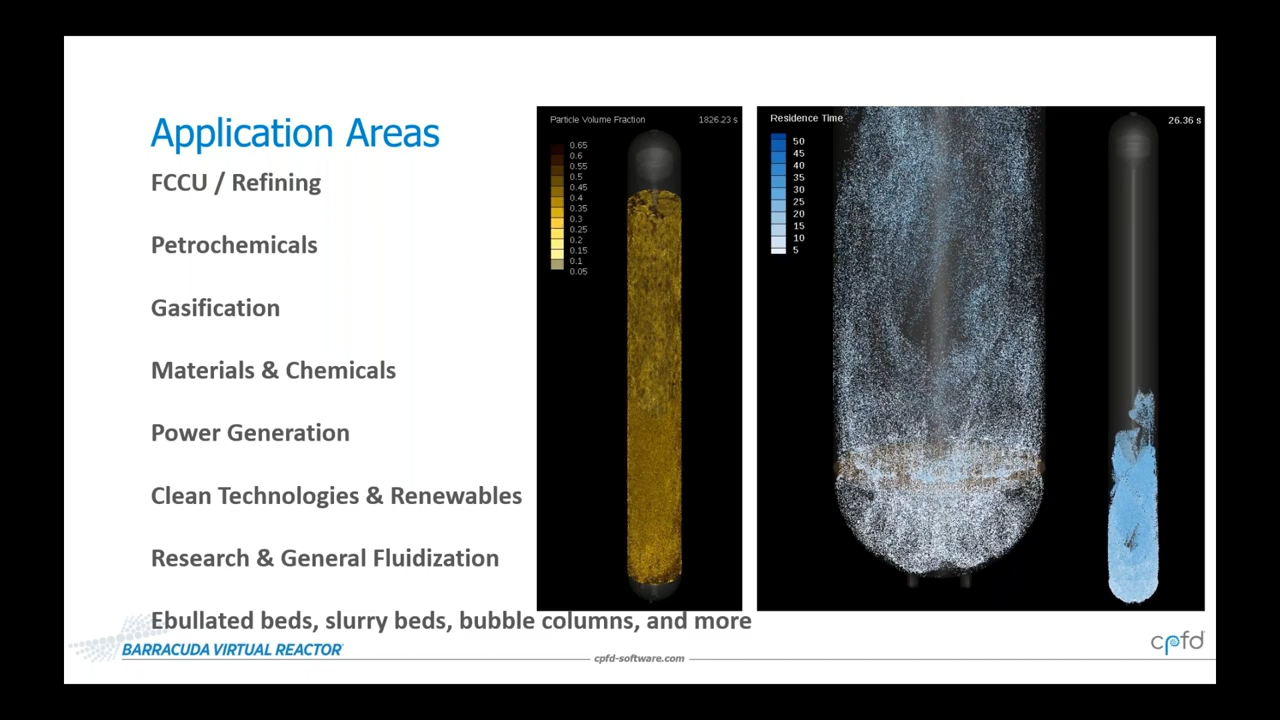 Application Areas
FCCU / Refining
Petrochemicals
Gasification
Materials & Chemicals
Power Generation
Clean Technologies & Renewables
Research & General Fluidization
Ebullated beds, slurry beds, bubble columns, and more
Particle Volume Fraction
1826.23 s
0.65
0.6
0.55
0.5
0.45
0.4
0.35
0.3
0.25
0.2
0.15
0.1
0.05
Residence Time
26.36 s
50
45
40
35
30
25
20
15
10
5
BARRACUDA VIRTUAL REACTOR
cpfd-software.com
cpfd